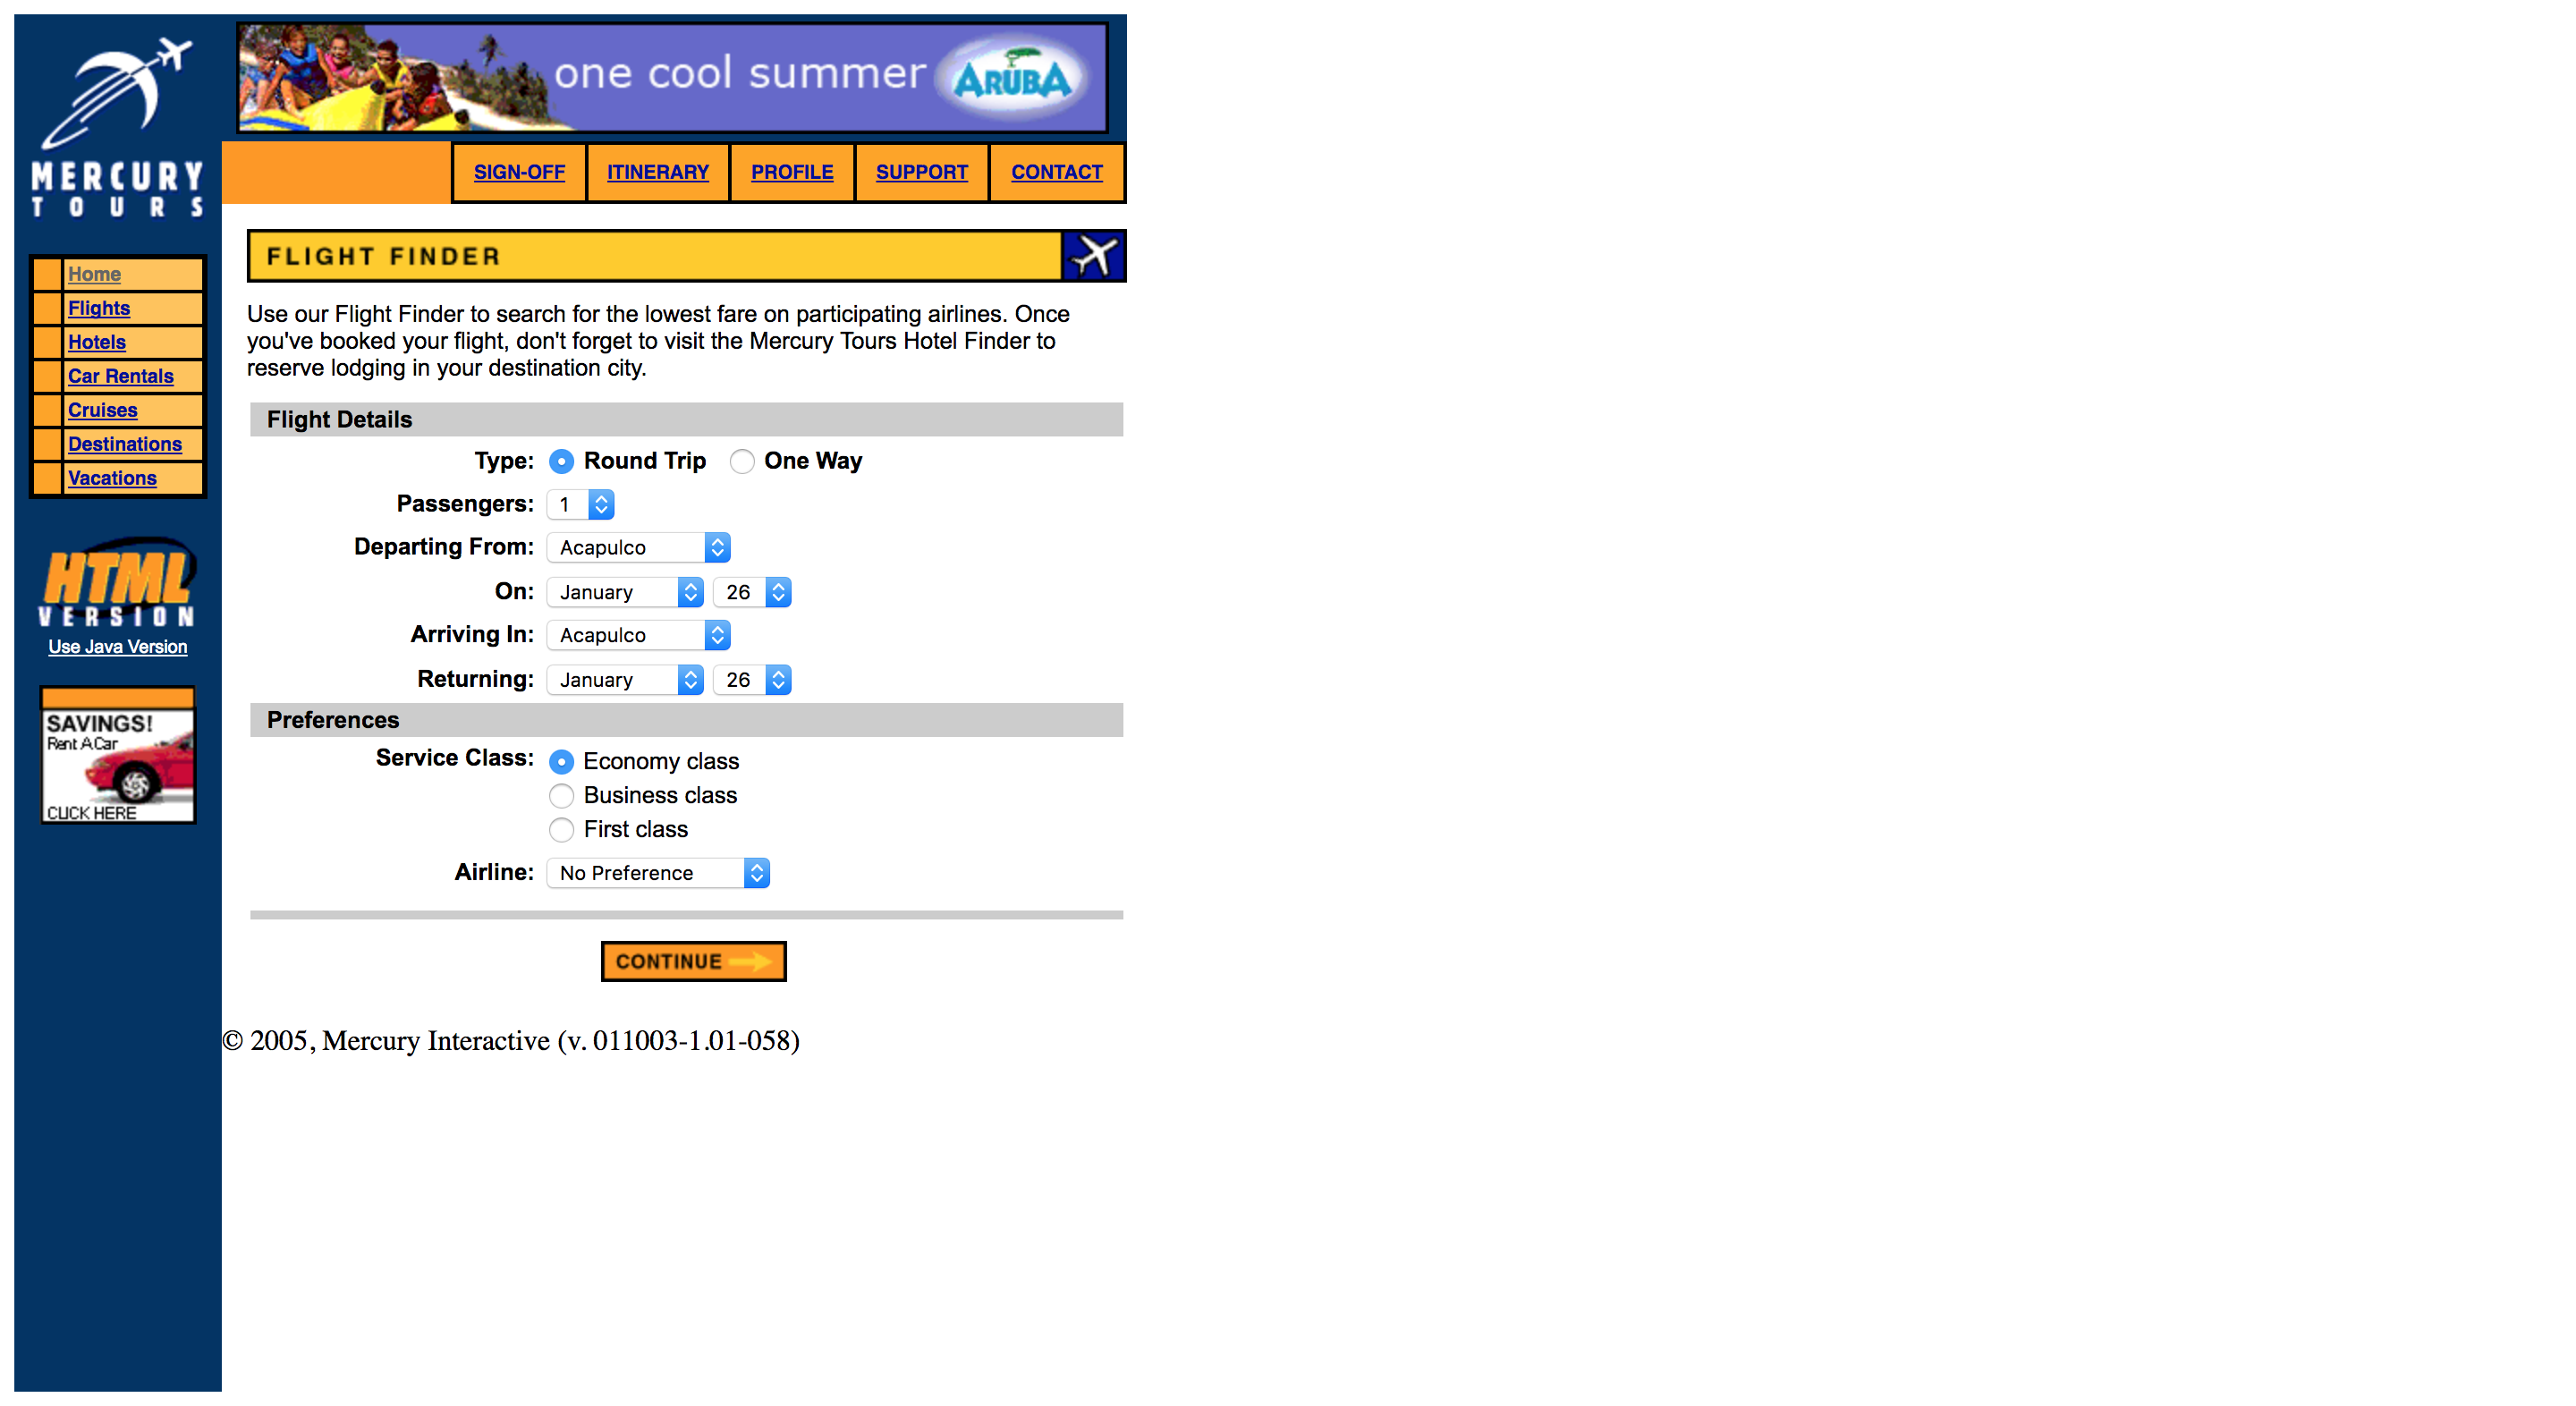 MERCURY
TOURS
one cool summer ARUBA
SIGN-OFF ITINERARY PROFILE SUPPORT CONTACT
Home
Flights
Hotels
Car Rentals
Cruises
Destinations
Vacations
HTML
VERSION
Use Java Version
SAVINGS!
Rent A Car
CLICK HERE
FLIGHT FINDER
Use our Flight Finder to search for the lowest fare on participating airlines. Once
you've booked your flight, don't forget to visit the Mercury Tours Hotel Finder to
reserve lodging in your destination city.
Flight Details
Type: Round Trip One Way
Passengers: 1
Departing From: Acapulco
On: January 26
Arriving In: Acapulco
Returning: January 26
Preferences
Service Class: Economy class
Business class
First class
Airline: No Preference
CONTINUE
© 2005, Mercury Interactive (v. 011003-1.01-058)